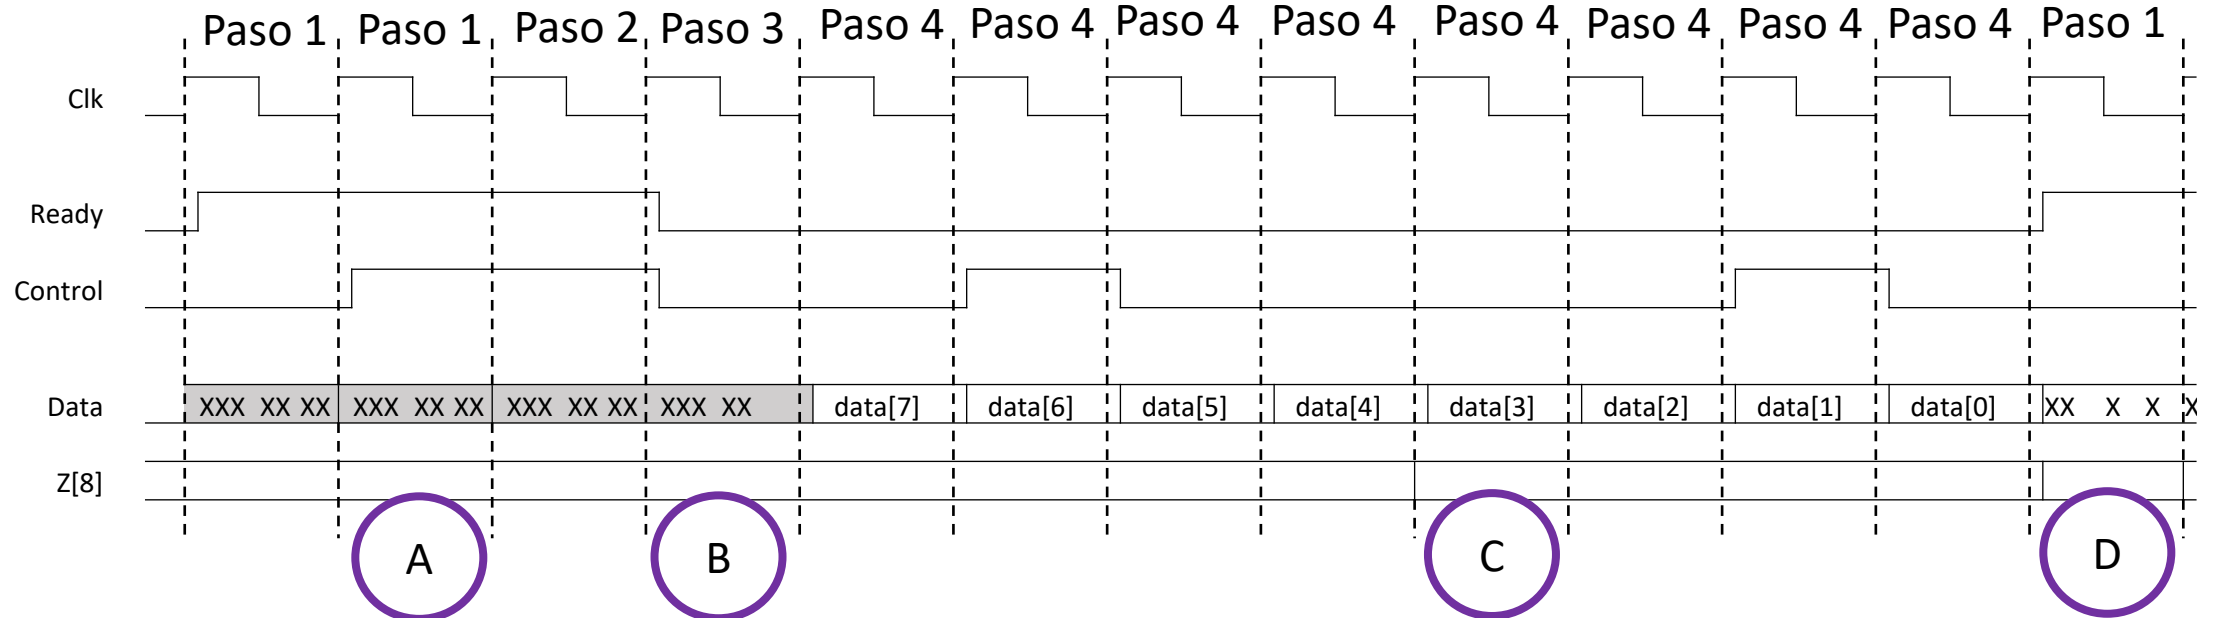 Paso 1 Paso 1 Paso 2 Paso 3 Paso 4 Paso 4 Paso 4 Paso 4 Paso 4 Paso 4 Paso 4 Paso 4 Paso 1
Clk
Ready
Control
Data XXX XX XX XXX XX XX XXX XX XX XXX XX data[7] data[6] data[5] data[4] data[3] data[2] data[1] data[0] XX X X X
Z[8]
A B C D